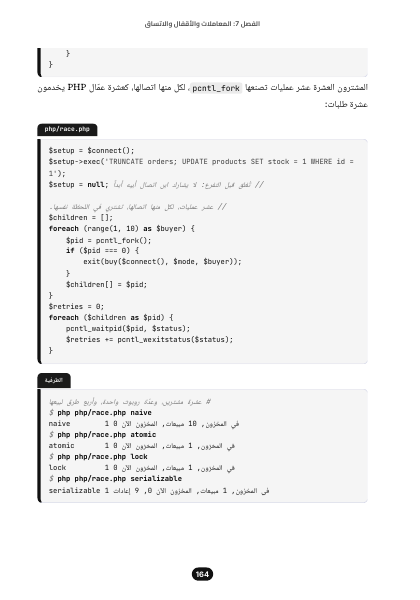 الفصل 7: المعاملات والأقفال والاتساق
    }
}
المشترون العشرة عشر عمليات تصنعها pcntl_fork، لكل منها اتصالها، كعشرة عمّال PHP يخدمون
عشرة طلبات:
php/race.php
$setup = $connect();
$setup->exec('TRUNCATE orders; UPDATE products SET stock = 1 WHERE id =
1');
$setup = null; // تُغلق قبل التفرع: لا يشارك ابن اتصال أبيه أبداً
// عشر عمليات، لكل منها اتصالها، تشتري في اللحظة نفسها.
$children = [];
foreach (range(1, 10) as $buyer) {
    $pid = pcntl_fork();
    if ($pid === 0) {
        exit(buy($connect(), $mode, $buyer));
    }
    $children[] = $pid;
}
$retries = 0;
foreach ($children as $pid) {
    pcntl_waitpid($pid, $status);
    $retries += pcntl_wexitstatus($status);
}
الطرفية
# عشرة مشترين، وعدّة روبوت واحدة، وأربع طرق لبيعها
$ php php/race.php naive
naive        1 في المخزون, 10 مبيعات, المخزون الآن 0
$ php php/race.php atomic
atomic       1 في المخزون, 1 مبيعات, المخزون الآن 0
$ php php/race.php lock
lock         1 في المخزون, 1 مبيعات, المخزون الآن 0
$ php php/race.php serializable
serializable 1 في المخزون, 1 مبيعات, المخزون الآن 0, 9 إعادات
164